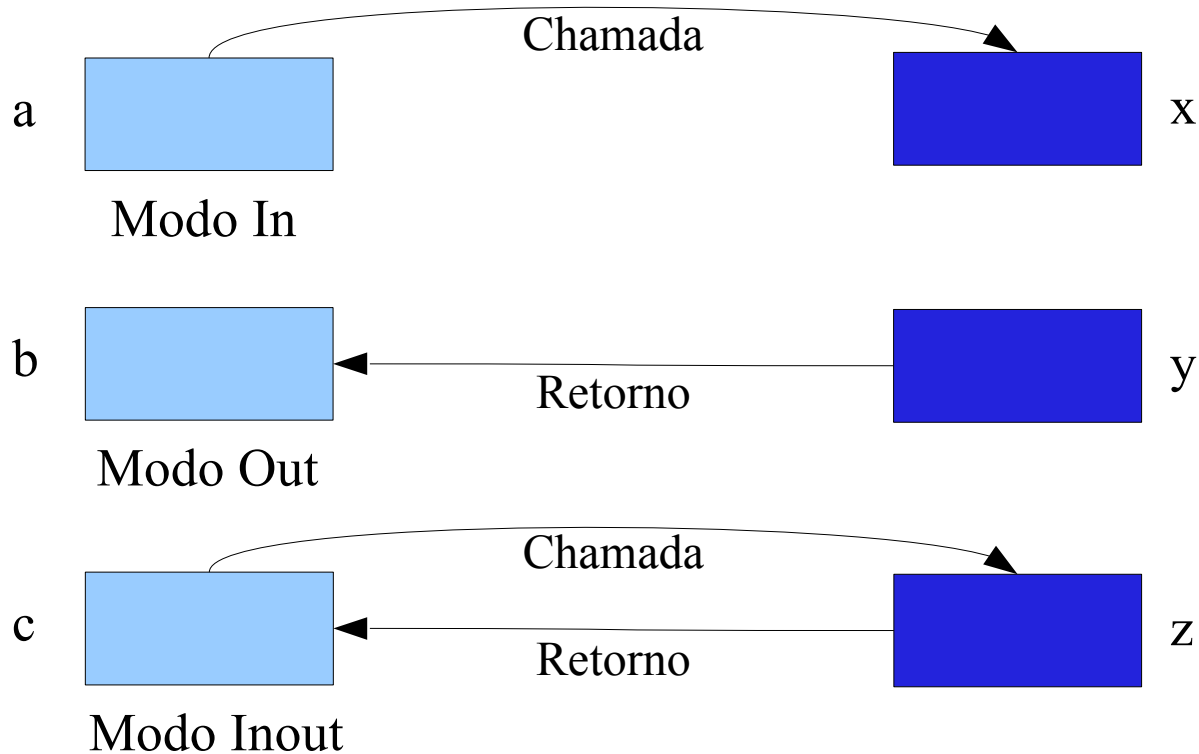 Chamada
a
x
Modo In
b
Retorno
y
Modo Out
Chamada
c
Retorno
z
Modo Inout